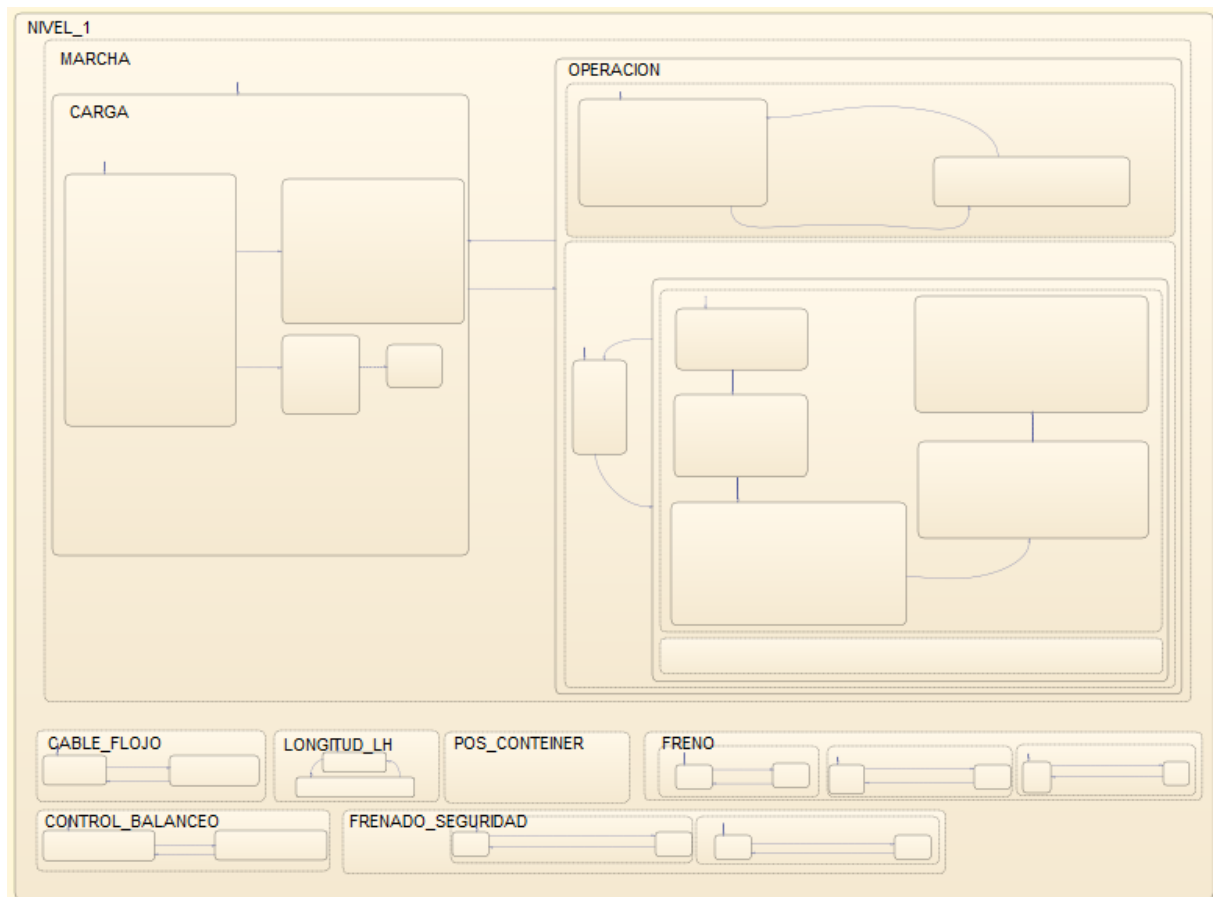 NIVEL_1
MARCHA
OPERACION
CARGA
CABLE_FLOJO
LONGITUD_LH
POS_CONTEINER
FRENO
CONTROL_BALANCEO
FRENADO_SEGURIDAD